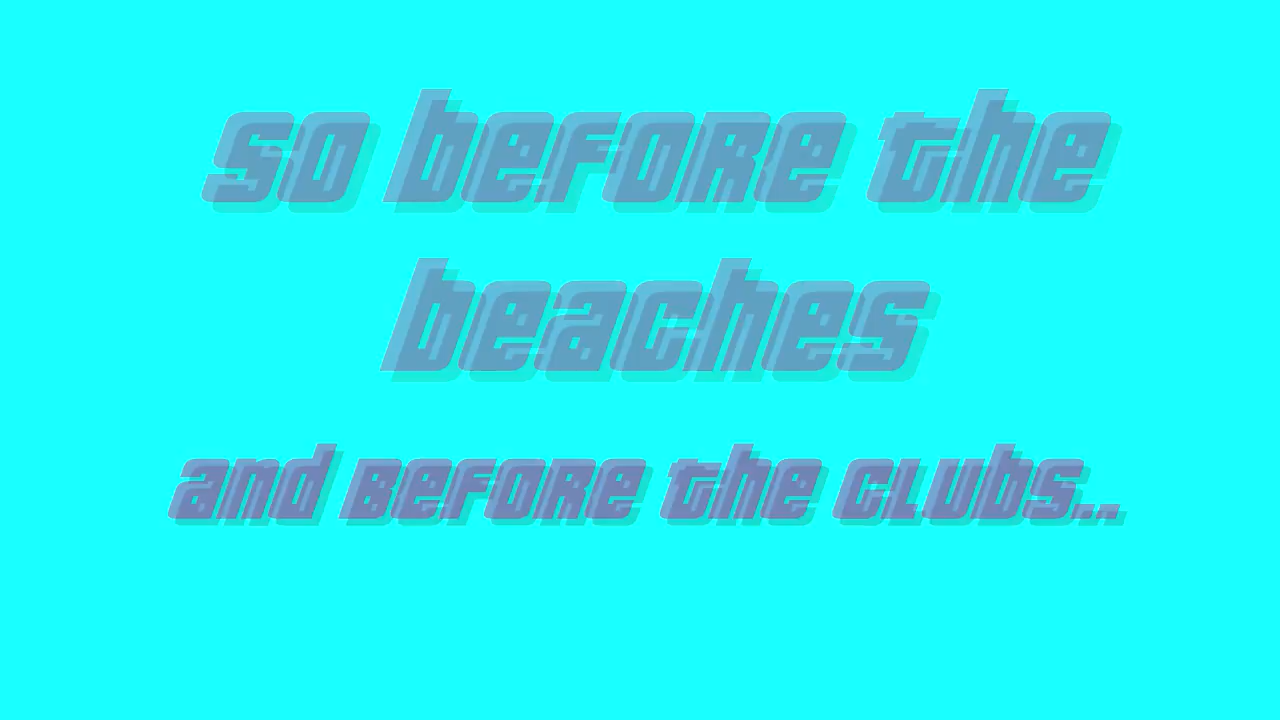 so before the
beaches
and before the clubs...